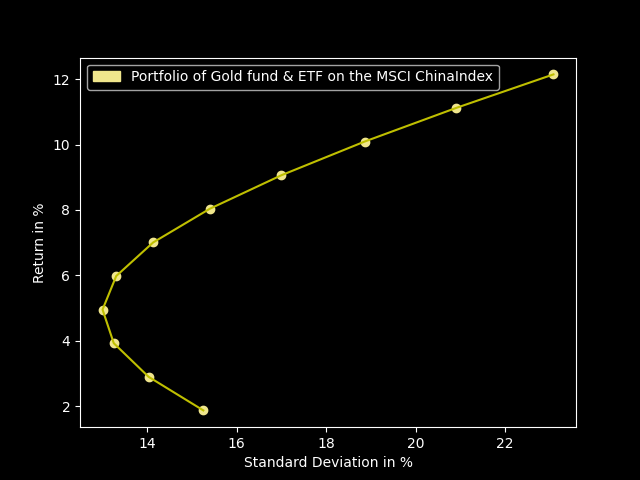 Portfolio of Gold fund & ETF on the MSCI ChinaIndex
12
10
8
6
4
2
Return in %
14 16 18 20 22
Standard Deviation in %